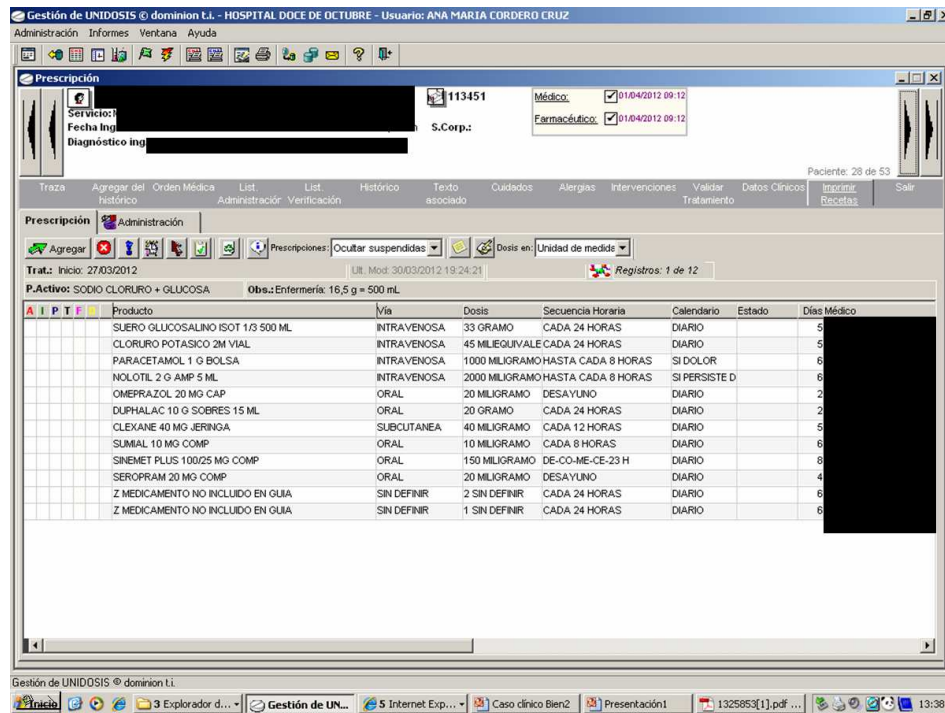 Gestión de UNIDOSIS © dominion t.i. - HOSPITAL DOCE DE OCTUBRE - Usuario: ANA MARIA CORDERO CRUZ
Administración Informes Ventana Ayuda
Prescripción
113451
Médico: 01/04/2012 09:12
Servicio:
Fecha Ing
S.Corp.:
Farmacéutico: 01/04/2012 09:12
Diagnóstico ing
Paciente: 28 de 53
Traza Agregar del histórico Orden Médica List. Administración List. Verificación Histórico Texto asociado Cuidados Alergias Intervenciones Validar Tratamiento Datos Clínicos Imprimir Recetas Salir
Prescripción Administración
Agregar Prescripciones: Ocultar suspendidas Dosis en: Unidad de medida
Trat.: Inicio: 27/03/2012 Ult. Mod: 30/03/2012 19:24:21 Registros: 1 de 12
P.Activo: SODIO CLORURO + GLUCOSA Obs.: Enfermería: 16,5 g = 500 mL
A I P T F Producto Vía Dosis Secuencia Horaria Calendario Estado Días Médico
SUERO GLUCOSALINO ISOT 1/3 500 ML INTRAVENOSA 33 GRAMO CADA 24 HORAS DIARIO 5
CLORURO POTASICO 2M VIAL INTRAVENOSA 45 MILIEQUIVALE CADA 24 HORAS DIARIO 5
PARACETAMOL 1 G BOLSA INTRAVENOSA 1000 MILIGRAMO HASTA CADA 8 HORAS SI DOLOR 6
NOLOTIL 2 G AMP 5 ML INTRAVENOSA 2000 MILIGRAMO HASTA CADA 8 HORAS SI PERSISTE D 6
OMEPRAZOL 20 MG CAP ORAL 20 MILIGRAMO DESAYUNO DIARIO 2
DUPHALAC 10 G SOBRES 15 ML ORAL 20 GRAMO CADA 24 HORAS DIARIO 2
CLEXANE 40 MG JERINGA SUBCUTANEA 40 MILIGRAMO CADA 12 HORAS DIARIO 5
SUMIAL 10 MG COMP ORAL 10 MILIGRAMO CADA 8 HORAS DIARIO 6
SINEMET PLUS 100/25 MG COMP ORAL 150 MILIGRAMO DE-CO-ME-CE-23 H DIARIO 8
SEROPRAM 20 MG COMP ORAL 20 MILIGRAMO DESAYUNO DIARIO 4
Z MEDICAMENTO NO INCLUIDO EN GUIA SIN DEFINIR 2 SIN DEFINIR CADA 24 HORAS DIARIO 6
Z MEDICAMENTO NO INCLUIDO EN GUIA SIN DEFINIR 1 SIN DEFINIR CADA 24 HORAS DIARIO 6
Gestión de UNIDOSIS © dominion t.i.
Inicio 3 Explorador d... Gestión de UN... 5 Internet Exp... Caso clínico Bien2 Presentación1 1325853[1].pdf ... 13:38